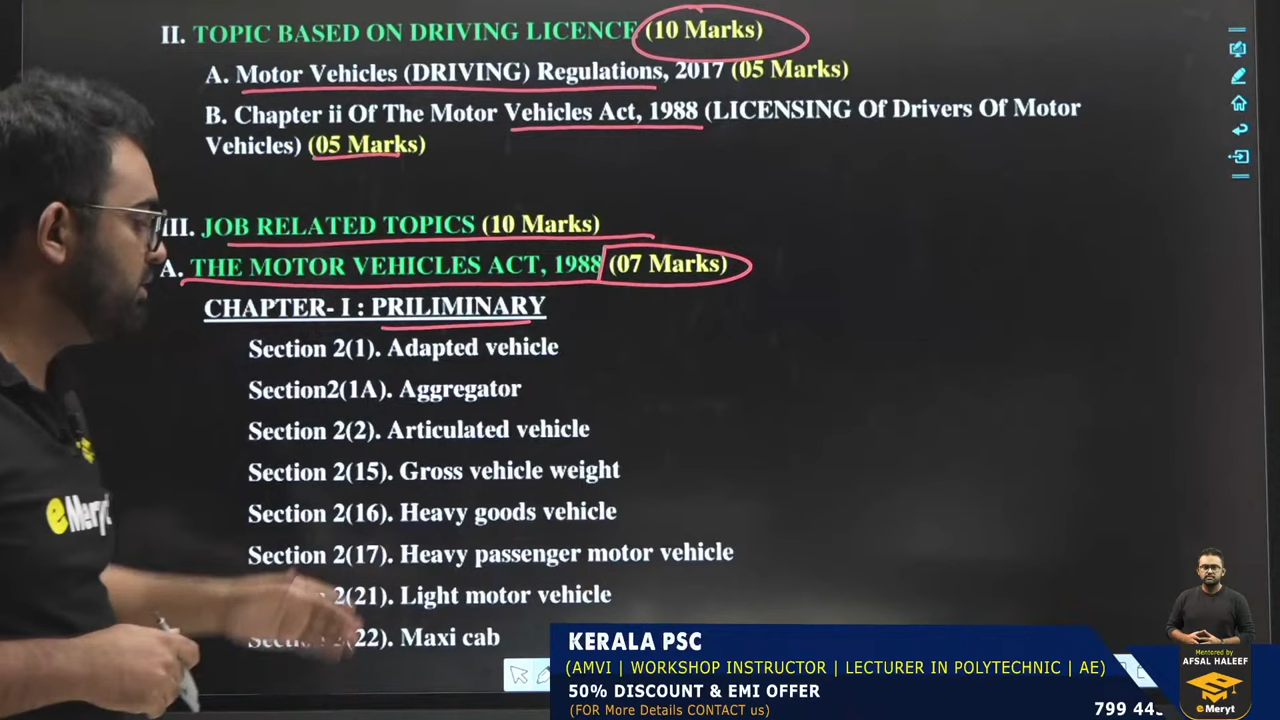 II. TOPIC BASED ON DRIVING LICENCE (10 Marks)
A. Motor Vehicles (DRIVING) Regulations, 2017 (05 Marks)
B. Chapter ii Of The Motor Vehicles Act, 1988 (LICENSING Of Drivers Of Motor
Vehicles) (05 Marks)
III. JOB RELATED TOPICS (10 Marks)
A. THE MOTOR VEHICLES ACT, 1988 (07 Marks)
CHAPTER- I : PRILIMINARY
Section 2(1). Adapted vehicle
Section2(1A). Aggregator
Section 2(2). Articulated vehicle
Section 2(15). Gross vehicle weight
Section 2(16). Heavy goods vehicle
Section 2(17). Heavy passenger motor vehicle
2(21). Light motor vehicle
2(22). Maxi cab
eMeryt
KERALA PSC
(AMVI | WORKSHOP INSTRUCTOR | LECTURER IN POLYTECHNIC | AE)
50% DISCOUNT & EMI OFFER
(FOR More Details CONTACT us)
799 44
Mentored by
AFSAL HALEEF
eMeryt